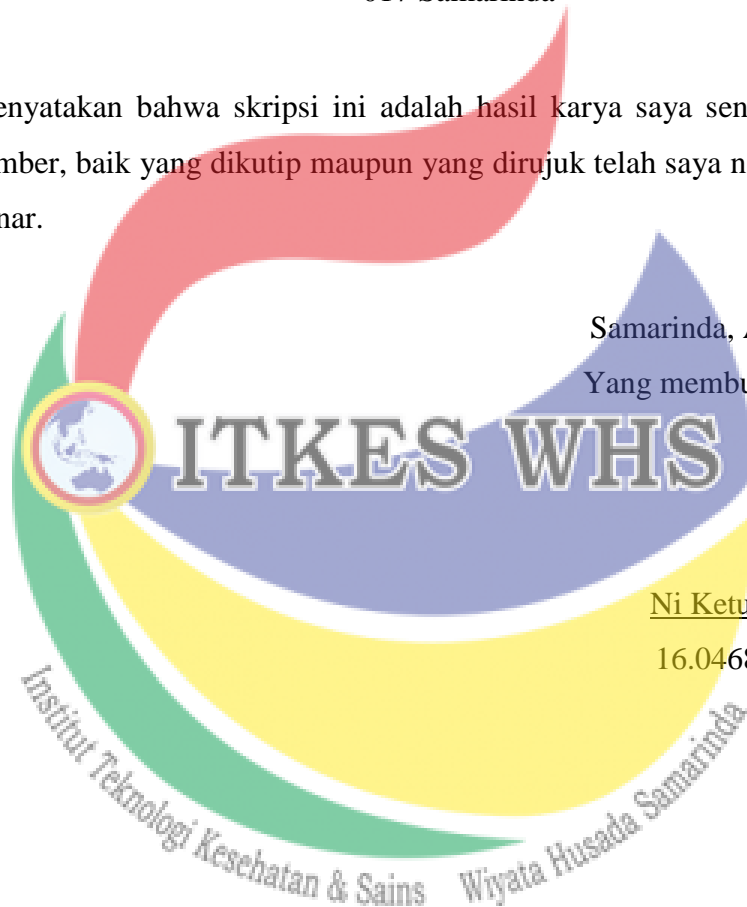 017 Samarinda
enyatakan bahwa skripsi ini adalah hasil karya saya sen
mber, baik yang dikutip maupun yang dirujuk telah saya n
nar.
Samarinda, A
Yang membu
ITKES WHS
Ni Ketu
16.0468
Institut Teknologi Kesehatan & Sains Wiyata Husada Samarinda